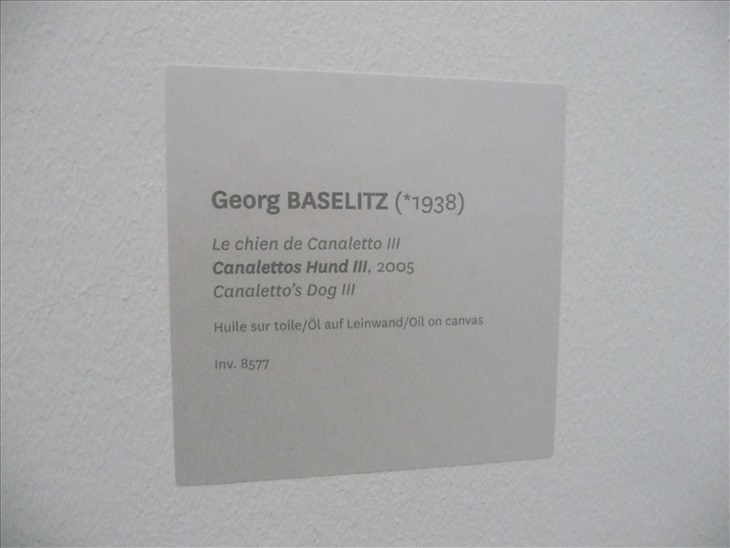 Georg BASELITZ (*1938)
Le chien de Canaletto III
Canalettos Hund III, 2005
Canaletto's Dog III
Huile sur toile/Öl auf Leinwand/Oil on canvas
Inv. 8577